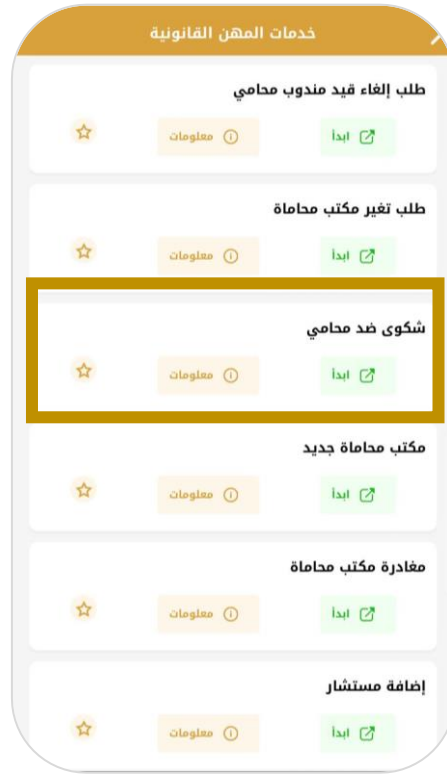 خدمات المهن القانونية
طلب إلغاء قيد مندوب محامي
ابدأ معلومات
طلب تغير مكتب محاماة
ابدأ معلومات
شكوى ضد محامي
ابدأ معلومات
مكتب محاماة جديد
ابدأ معلومات
مغادرة مكتب محاماة
ابدأ معلومات
إضافة مستشار
ابدأ معلومات